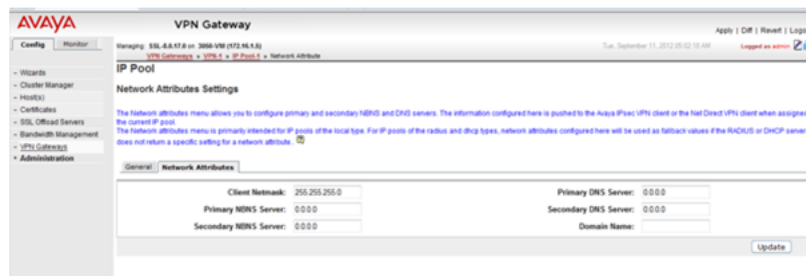 AVAYA
VPN Gateway
Apply | Diff | Revert | Logo
Config Monitor
Managing: SSL-8.0.17.0 on 3050-VM (172.16.1.5)
Tue, September 11, 2012 05:02:18 AM
Logged as admin
VPN Gateways » VPN-1 » IP Pool-1 » Network Attribute
– Wizards
– Cluster Manager
– Host(s)
– Certificates
– SSL Offload Servers
– Bandwidth Management
– VPN Gateways
+ Administration
IP Pool
Network Attributes Settings
The Network attributes menu allows you to configure primary and secondary NBNS and DNS servers. The information configured here is pushed to the Avaya IPsec VPN client or the Net Direct VPN client when assigned
the current IP pool.
The Network attributes menu is primarily intended for IP pools of the local type. For IP pools of the radius and dhcp types, network attributes configured here will be used as fallback values if the RADIUS or DHCP server
does not return a specific setting for a network attribute.
General Network Attributes
Client Netmask: 255.255.255.0
Primary DNS Server: 0.0.0.0
Primary NBNS Server: 0.0.0.0
Secondary DNS Server: 0.0.0.0
Secondary NBNS Server: 0.0.0.0
Domain Name:
Update